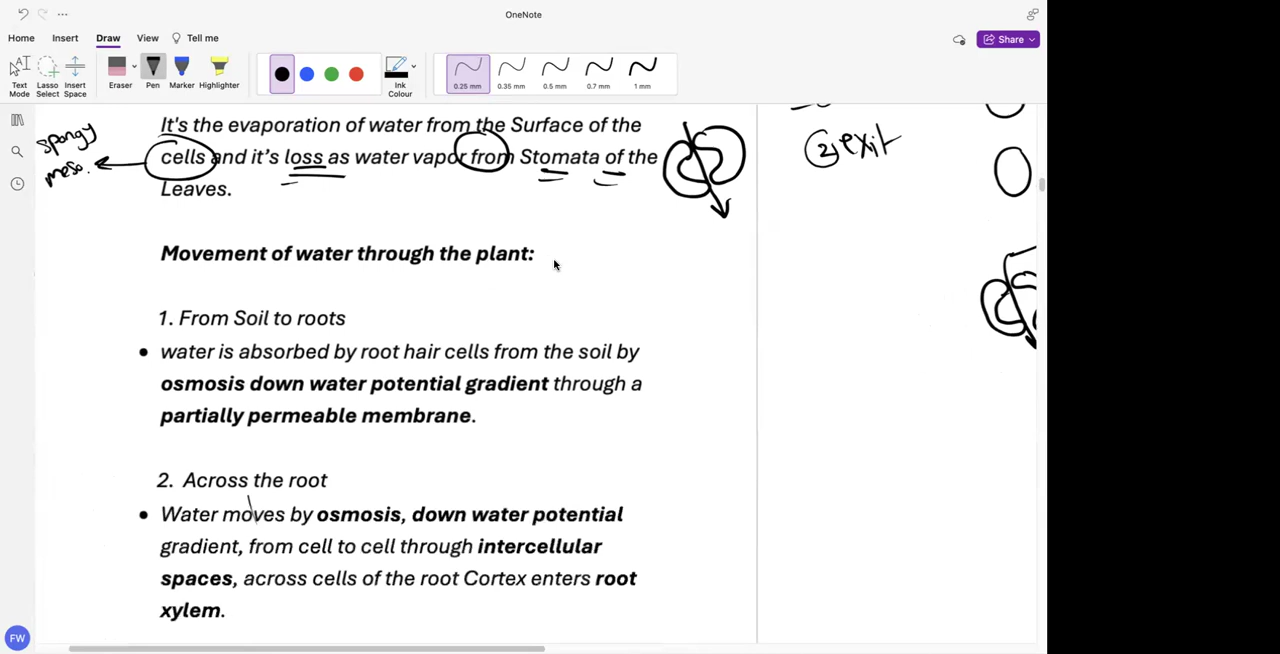 OneNote
Home Insert Draw View Tell me
Share
Text Mode
Lasso Select
Insert Space
Eraser
Pen
Marker
Highlighter
Ink Colour
0.25 mm 0.35 mm 0.5 mm 0.7 mm 1 mm
It's the evaporation of water from the Surface of the
spongy meso.
cells and it's loss as water vapor from Stomata of the
Leaves.
2 exit
Movement of water through the plant:
1. From Soil to roots
• water is absorbed by root hair cells from the soil by
osmosis down water potential gradient through a
partially permeable membrane.
2. Across the root
• Water moves by osmosis, down water potential
gradient, from cell to cell through intercellular
spaces, across cells of the root Cortex enters root
xylem.
FW